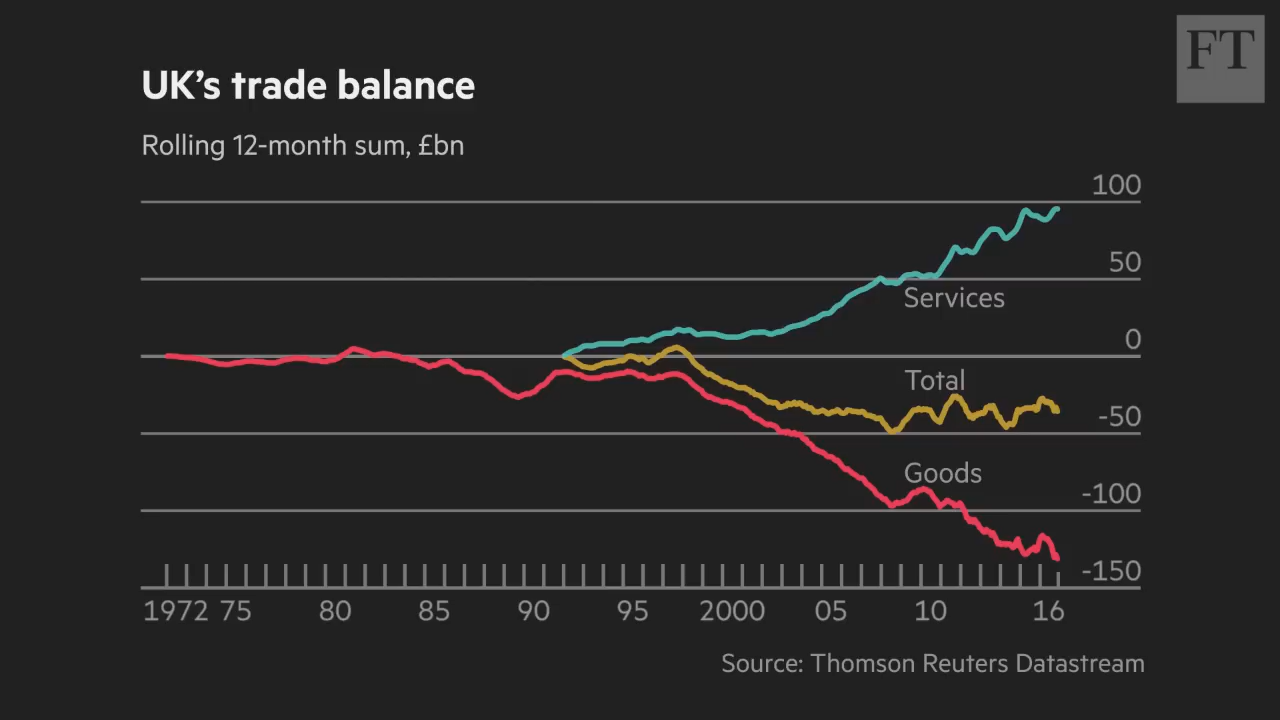 FT
UK’s trade balance
Rolling 12-month sum, £bn
100
50
Services
0
Total
-50
Goods
-100
-150
1972 75 80 85 90 95 2000 05 10 16
Source: Thomson Reuters Datastream